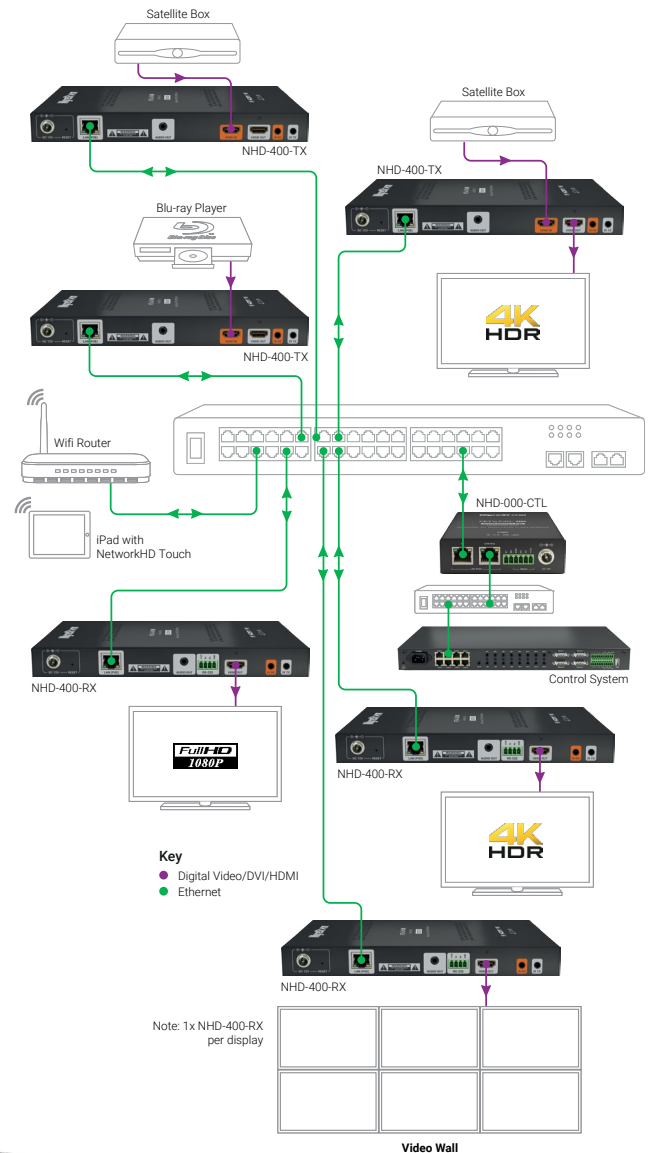 Satellite Box
NHD-400-TX
Satellite Box
NHD-400-TX
4K
HDR
Blu-ray Player
Blu-ray Disc
NHD-400-TX
Wifi Router
iPad with
NetworkHD Touch
NHD-000-CTL
Control System
NHD-400-RX
Full HD
1080P
NHD-400-RX
4K
HDR
Key
Digital Video/DVI/HDMI
Ethernet
NHD-400-RX
Note: 1x NHD-400-RX
per display
Video Wall